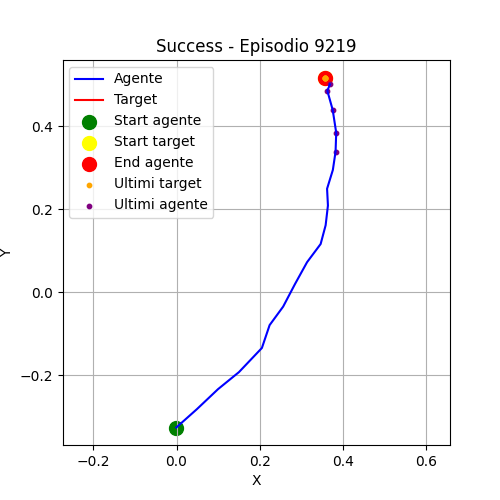 Success - Episodio 9219
Agente
Target
Start agente
Start target
End agente
Ultimi target
Ultimi agente
0.4
0.2
0.0
−0.2
Y
−0.2 0.0 0.2 0.4 0.6
X